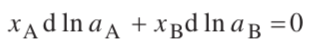 x_A d ln a_A + x_B d ln a_B = 0